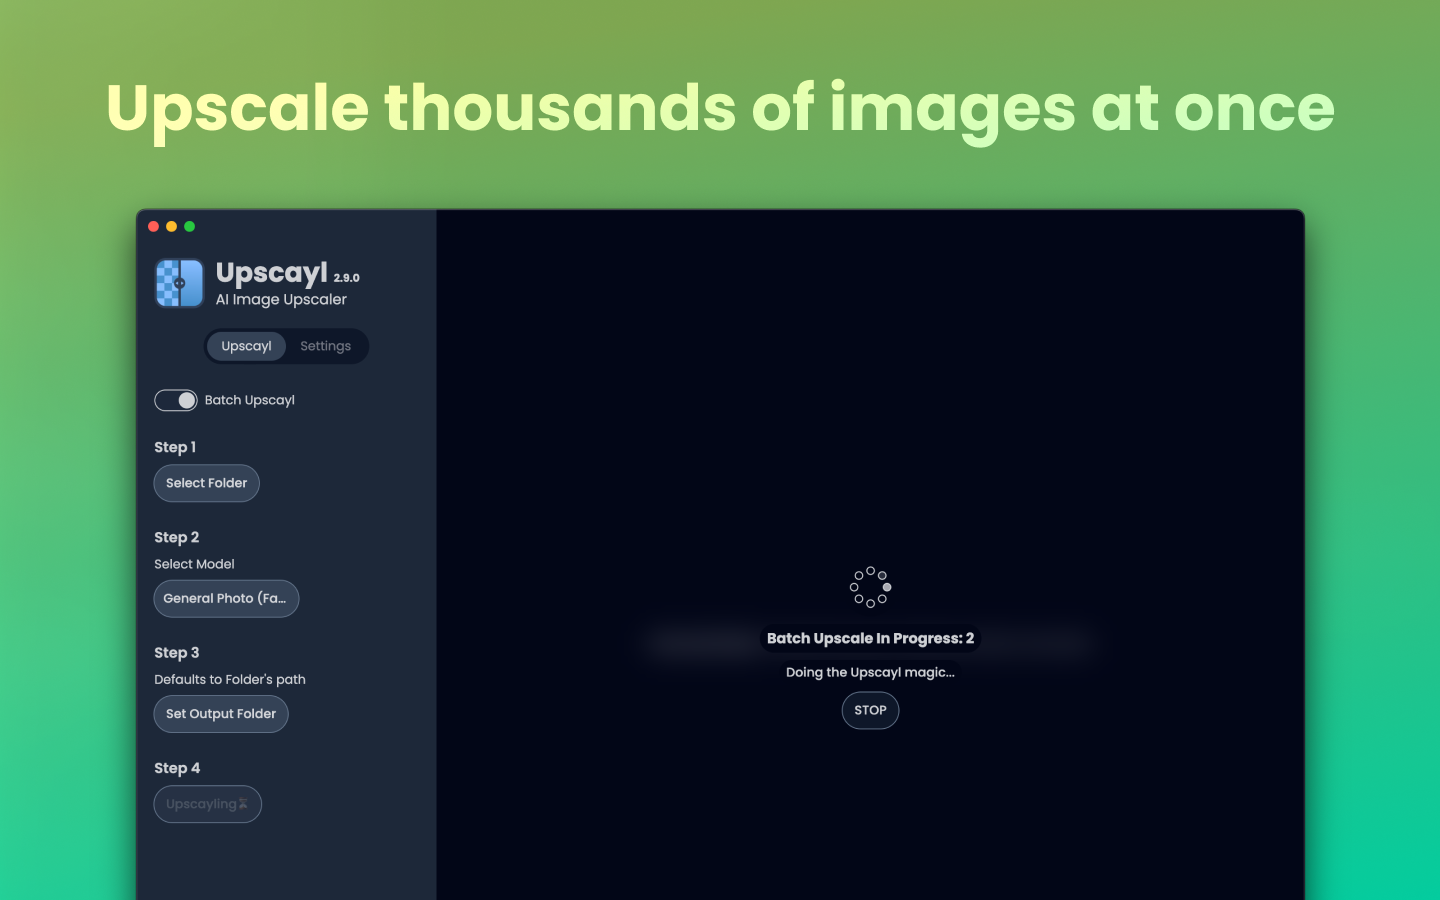 Upscale thousands of images at once
Upscayl 2.9.0
AI Image Upscaler
Upscayl Settings
Batch Upscayl
Step 1
Select Folder
Step 2
Select Model
General Photo (Fa...
Step 3
Defaults to Folder's path
Set Output Folder
Step 4
Upscayling⏳
Batch Upscale In Progress: 2
Doing the Upscayl magic...
STOP